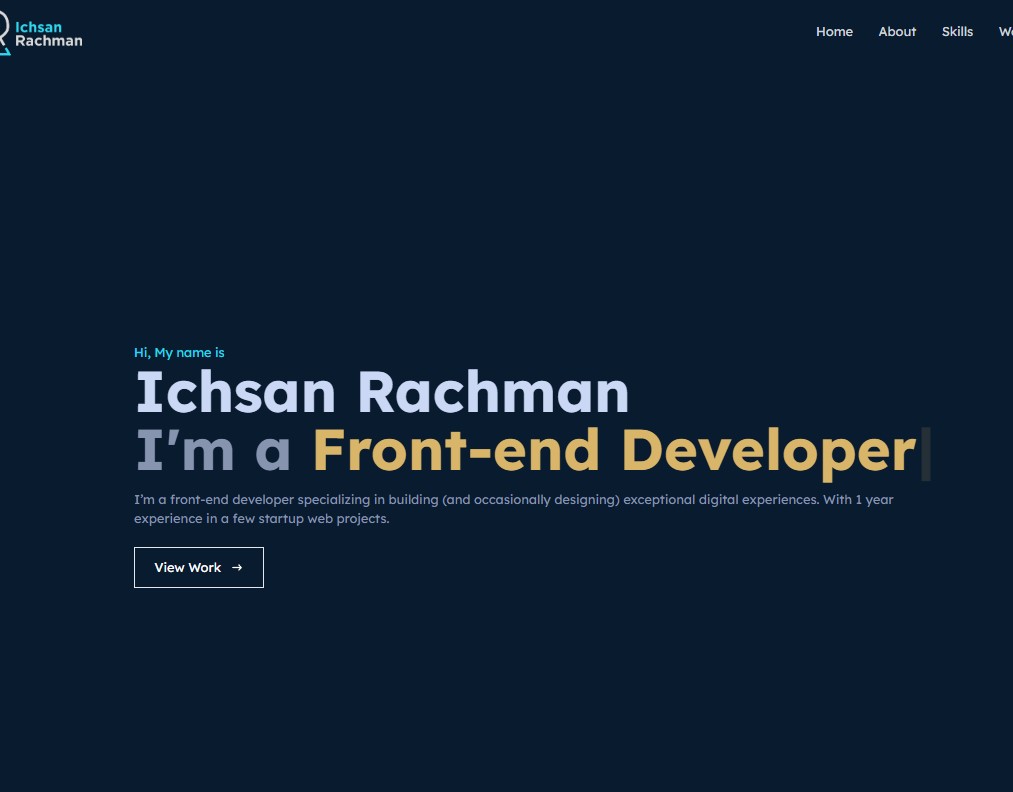 Ichsan
Rachman
Home About Skills
Hi, My name is
Ichsan Rachman
I'm a Front-end Developer
I'm a front-end developer specializing in building (and occasionally designing) exceptional digital experiences. With 1 year
experience in a few startup web projects.
View Work →